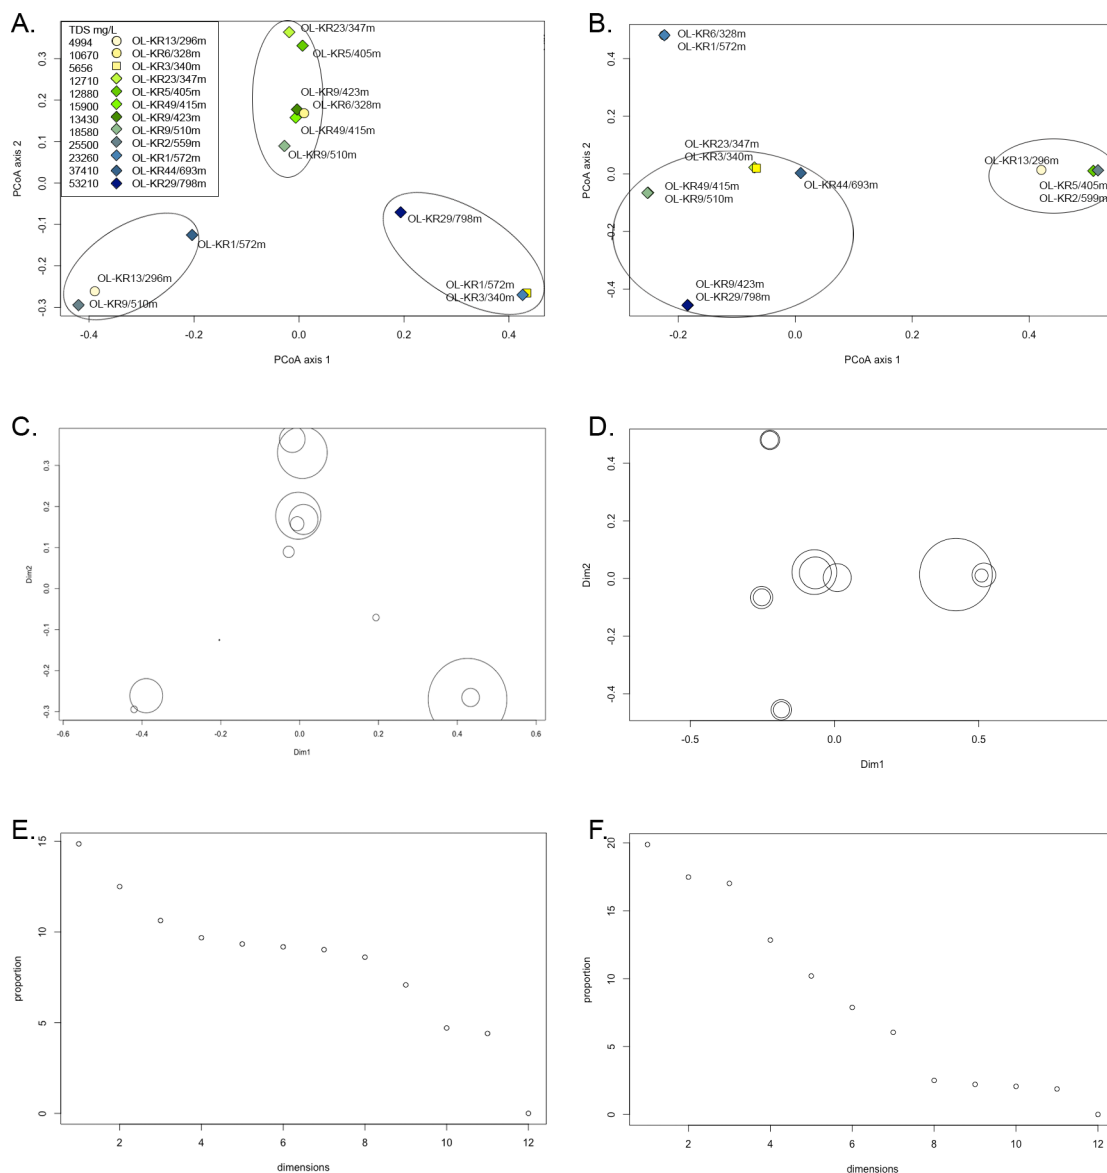 A.
TDS mg/L
4994 OL-KR13/296m
10670 OL-KR6/328m
5656 OL-KR3/340m
12710 OL-KR23/347m
12880 OL-KR5/405m
15900 OL-KR49/415m
13430 OL-KR9/423m
18580 OL-KR9/510m
25500 OL-KR2/559m
23260 OL-KR1/572m
37410 OL-KR44/693m
53210 OL-KR29/798m
OL-KR23/347m
OL-KR5/405m
OL-KR9/423m
OL-KR6/328m
OL-KR49/415m
OL-KR9/510m
OL-KR29/798m
OL-KR1/572m
OL-KR13/296m
OL-KR9/510m
OL-KR1/572m
OL-KR3/340m
PCoA axis 2
0.3
0.2
0.1
0.0
-0.1
-0.2
-0.3
-0.4 -0.2 0.0 0.2 0.4
PCoA axis 1
B.
OL-KR6/328m
OL-KR1/572m
OL-KR23/347m
OL-KR3/340m
OL-KR13/296m
OL-KR44/693m
OL-KR49/415m
OL-KR9/510m
OL-KR5/405m
OL-KR2/599m
OL-KR9/423m
OL-KR29/798m
PCoA axis 2
0.4
0.2
0.0
-0.2
-0.4
-0.2 0.0 0.2 0.4
PCoA axis 1
C.
Dim2
0.3
0.2
0.1
0.0
-0.1
-0.2
-0.3
-0.6 -0.4 -0.2 0.0 0.2 0.4 0.6
Dim1
D.
Dim2
0.4
0.2
0.0
-0.2
-0.4
-0.5 0.0 0.5
Dim1
E.
proportion
15
10
5
0
2 4 6 8 10 12
dimensions
F.
proportion
20
15
10
5
0
2 4 6 8 10 12
dimensions